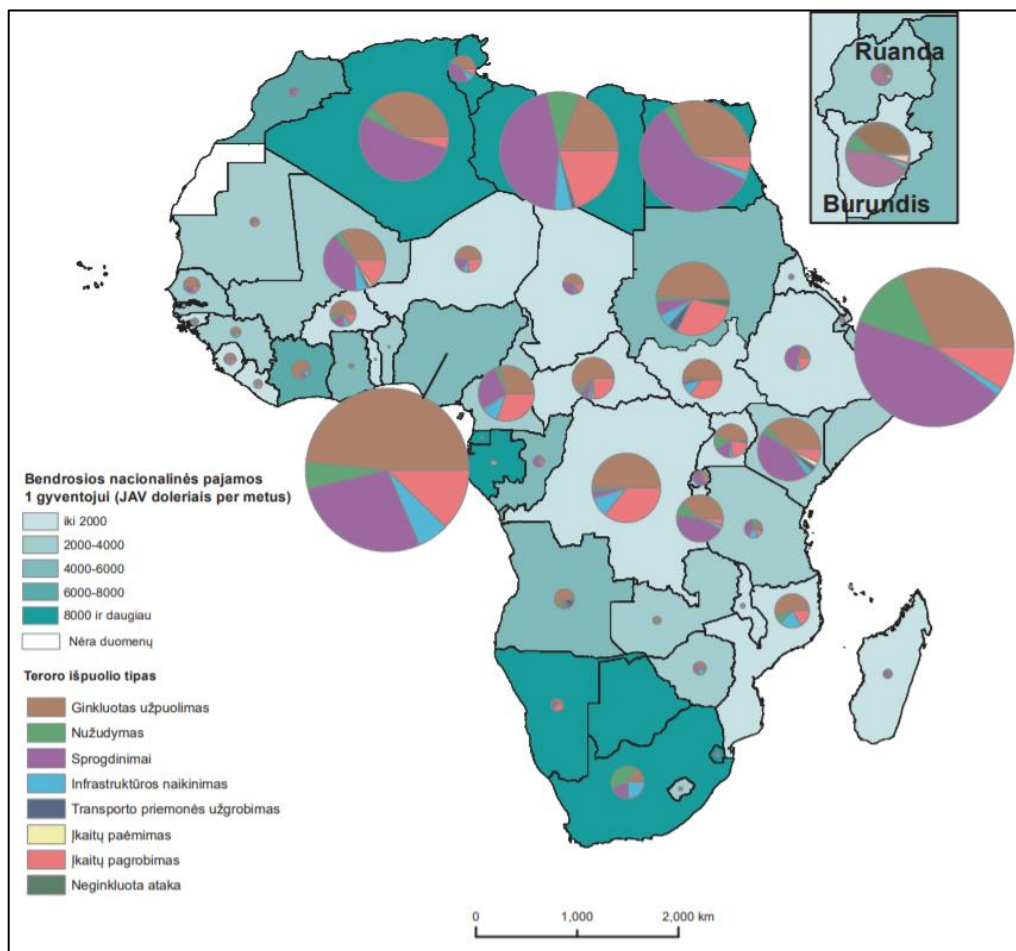 Ruanda
Burundis
Bendrosios nacionalinės pajamos
1 gyventojui (JAV doleriais per metus)
iki 2000
2000-4000
4000-6000
6000-8000
8000 ir daugiau
Nėra duomenų
Teroro išpuolio tipas
Ginkluotas užpuolimas
Nužudymas
Sprogdinimai
Infrastruktūros naikinimas
Transporto priemonės užgrobimas
Įkaitų paėmimas
Įkaitų pagrobimas
Neginkluota ataka
0 1,000 2,000 km